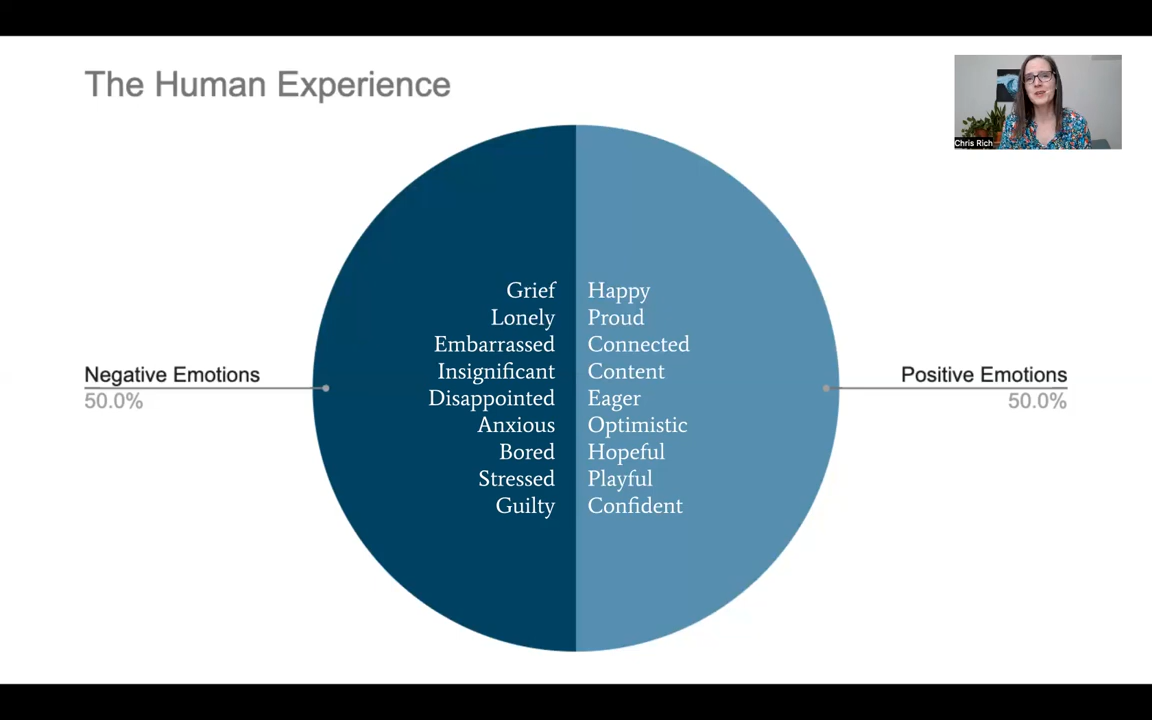 The Human Experience
Chris Rich
Grief
Lonely
Embarrassed
Insignificant
Disappointed
Anxious
Bored
Stressed
Guilty
Happy
Proud
Connected
Content
Eager
Optimistic
Hopeful
Playful
Confident
Negative Emotions
50.0%
Positive Emotions
50.0%